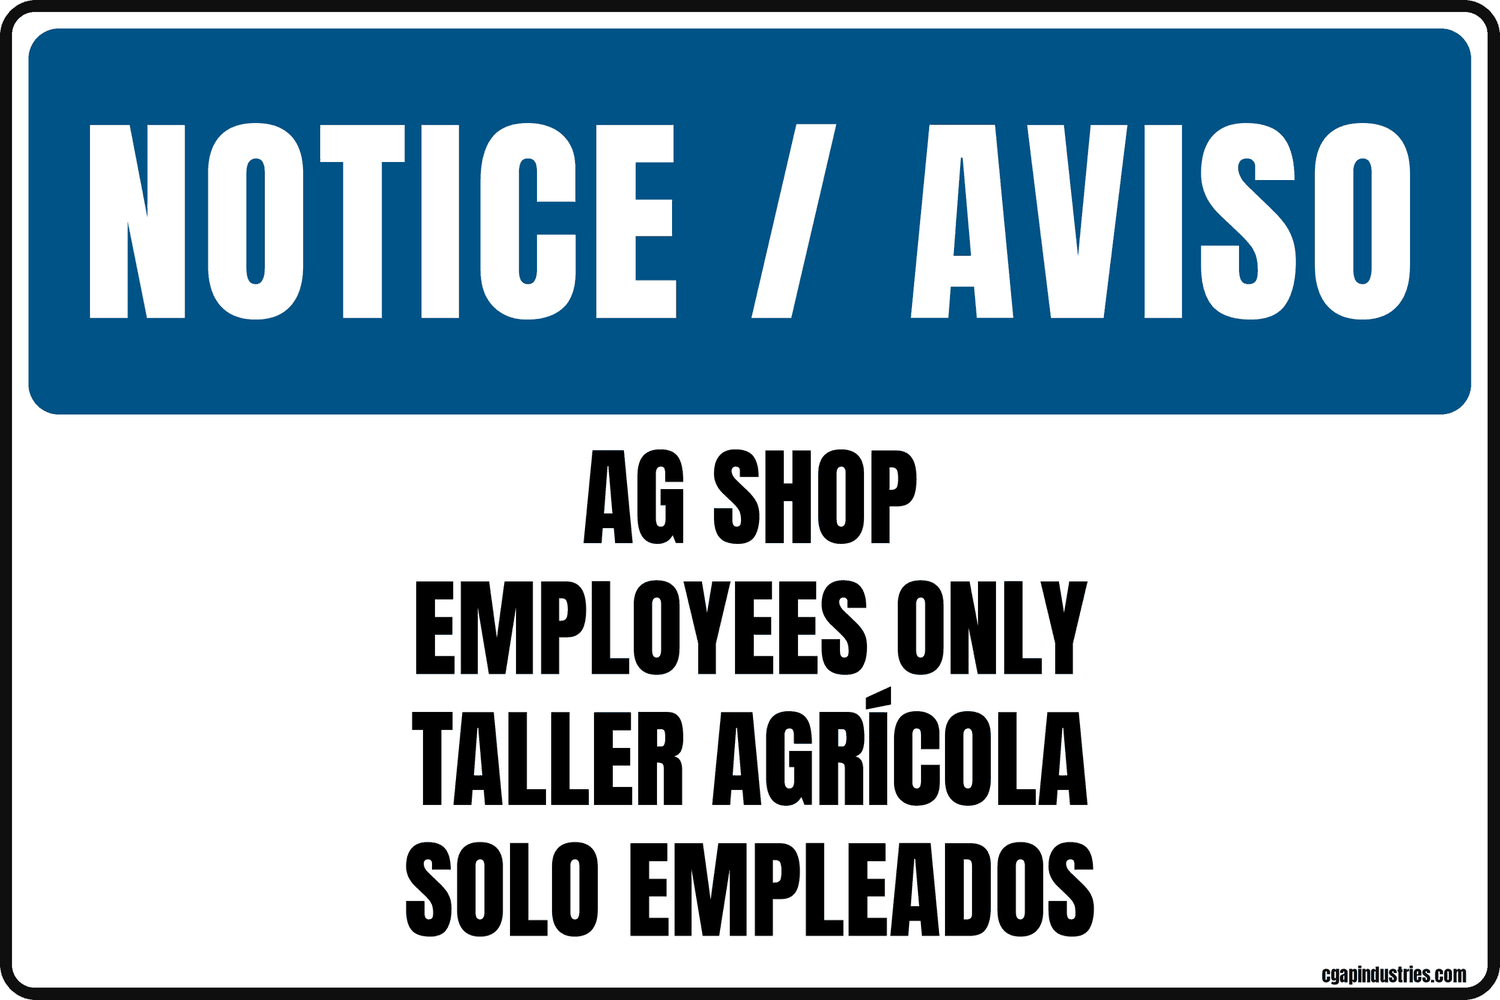 NOTICE / AVISO
AG SHOP
EMPLOYEES ONLY
TALLER AGRÍCOLA
SOLO EMPLEADOS
cgapindustries.com